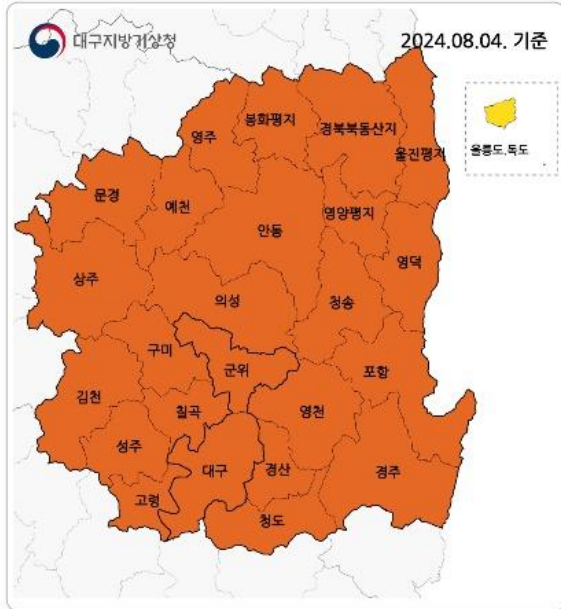 대구지방기상청
2024.08.04. 기준
봉화평지
영주
경북북동산지
울릉도.독도
울진평지
문경
예천
영양평지
안동
영덕
상주
의성
청송
구미
군위
포항
김천
칠곡
영천
성주
대구
경산
경주
고령
청도